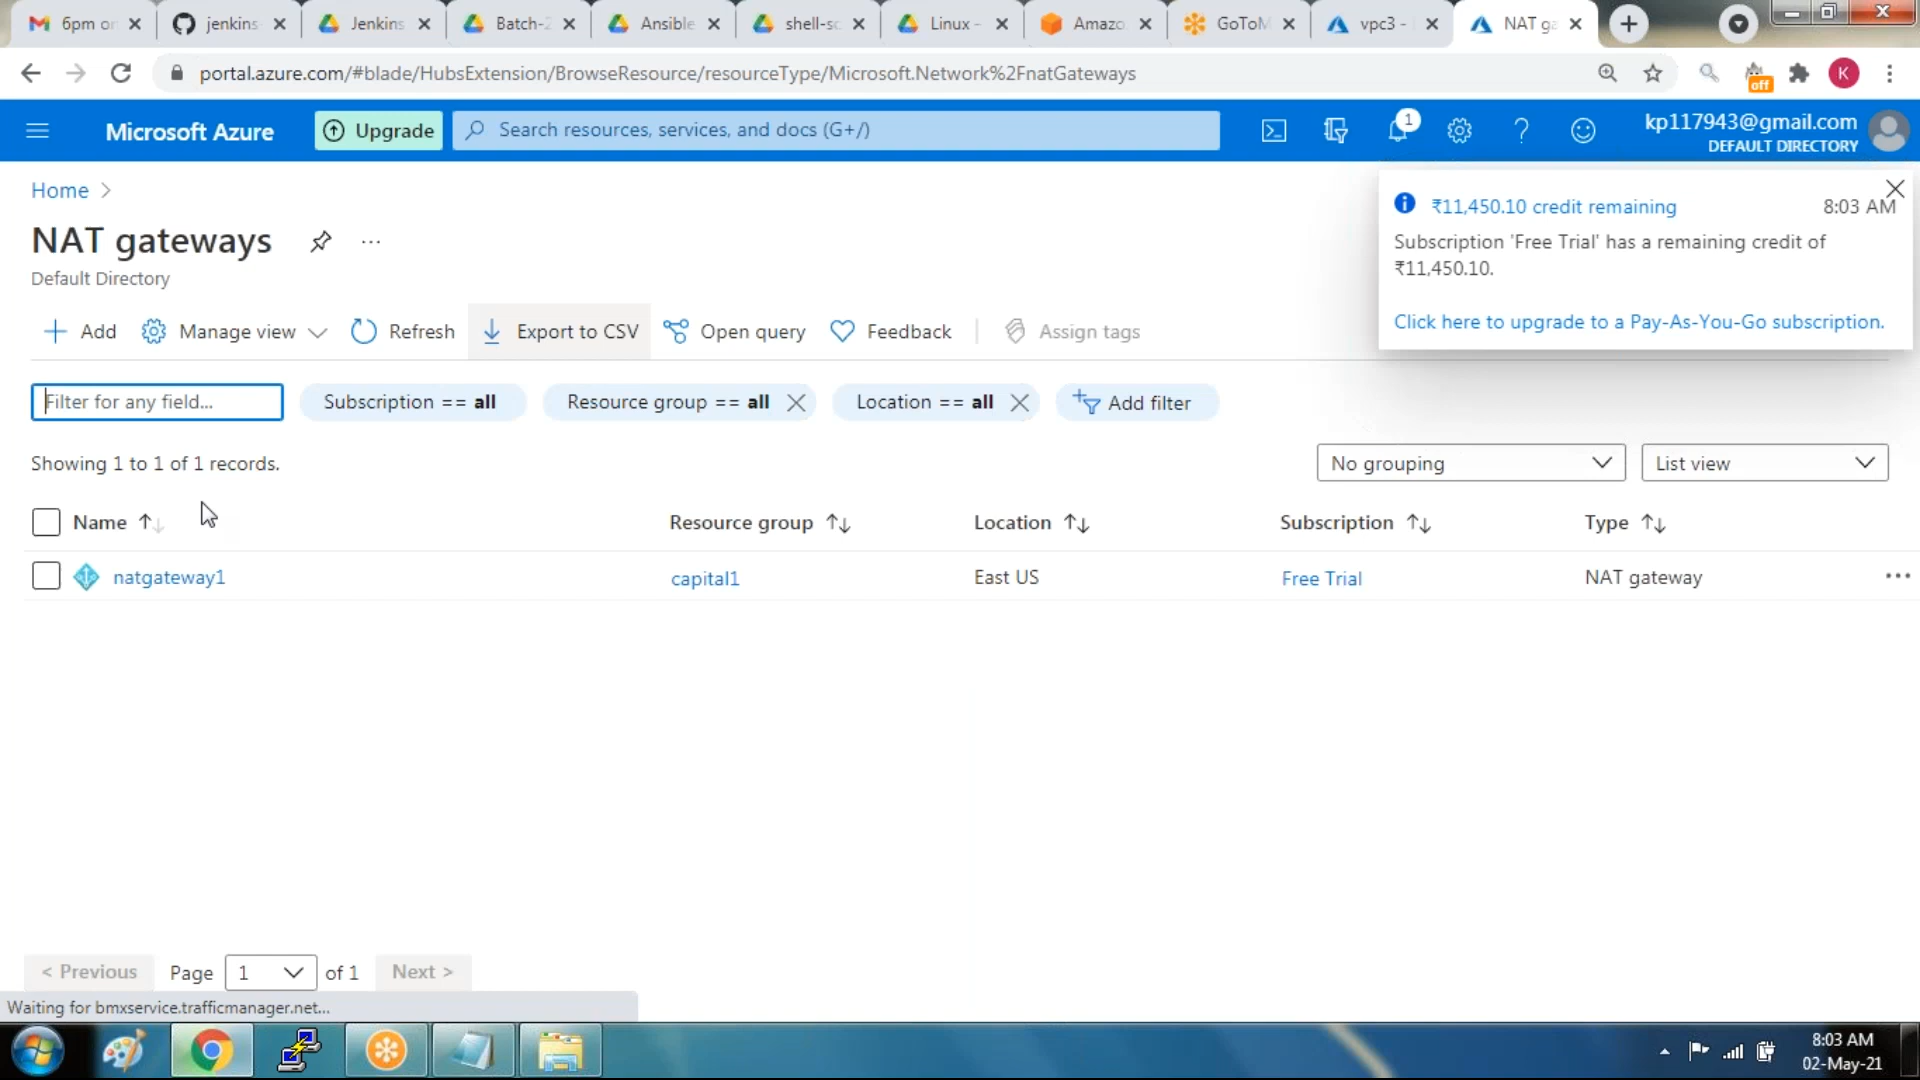 6pm on
jenkins
Jenkins
Batch-2
Ansible
shell-sc
Linux -
Amazo
GoToM
vpc3 -
NAT ga
portal.azure.com/#blade/HubsExtension/BrowseResource/resourceType/Microsoft.Network%2FnatGateways
off
K
Microsoft Azure
Upgrade
Search resources, services, and docs (G+/)
1
kp117943@gmail.com
DEFAULT DIRECTORY
Home >
₹11,450.10 credit remaining
8:03 AM
Subscription 'Free Trial' has a remaining credit of
₹11,450.10.
Click here to upgrade to a Pay-As-You-Go subscription.
NAT gateways
...
Default Directory
Add
Manage view
Refresh
Export to CSV
Open query
Feedback
Assign tags
Filter for any field...
Subscription == all
Resource group == all
Location == all
Add filter
Showing 1 to 1 of 1 records.
No grouping
List view
Name
Resource group
Location
Subscription
Type
natgateway1
capital1
East US
Free Trial
NAT gateway
...
< Previous
Page
1
of 1
Next >
Waiting for bmxservice.trafficmanager.net...
8:03 AM
02-May-21